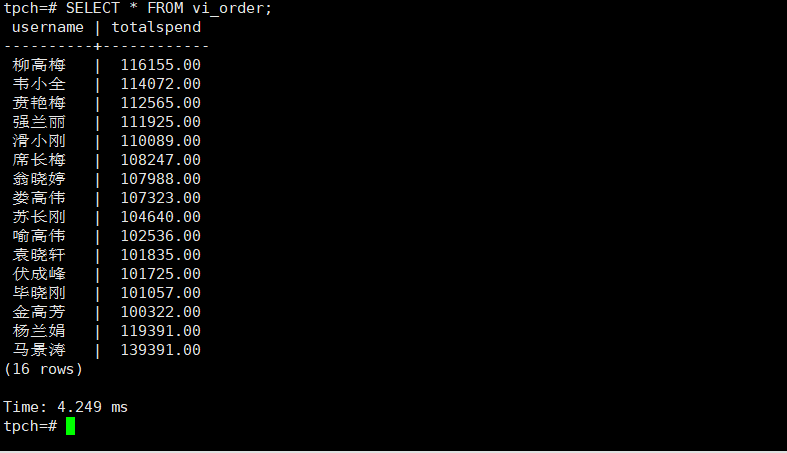 tpch=# SELECT * FROM vi_order;
 username | totalspend
----------+------------
 柳高梅   |  116155.00
 韦小全   |  114072.00
 贲艳梅   |  112565.00
 强兰丽   |  111925.00
 滑小刚   |  110089.00
 席长梅   |  108247.00
 翁晓婷   |  107988.00
 娄高伟   |  107323.00
 苏长刚   |  104640.00
 喻高伟   |  102536.00
 袁晓轩   |  101835.00
 伏成峰   |  101725.00
 毕晓刚   |  101057.00
 金高芳   |  100322.00
 杨兰娟   |  119391.00
 马景涛   |  139391.00
(16 rows)
Time: 4.249 ms
tpch=#